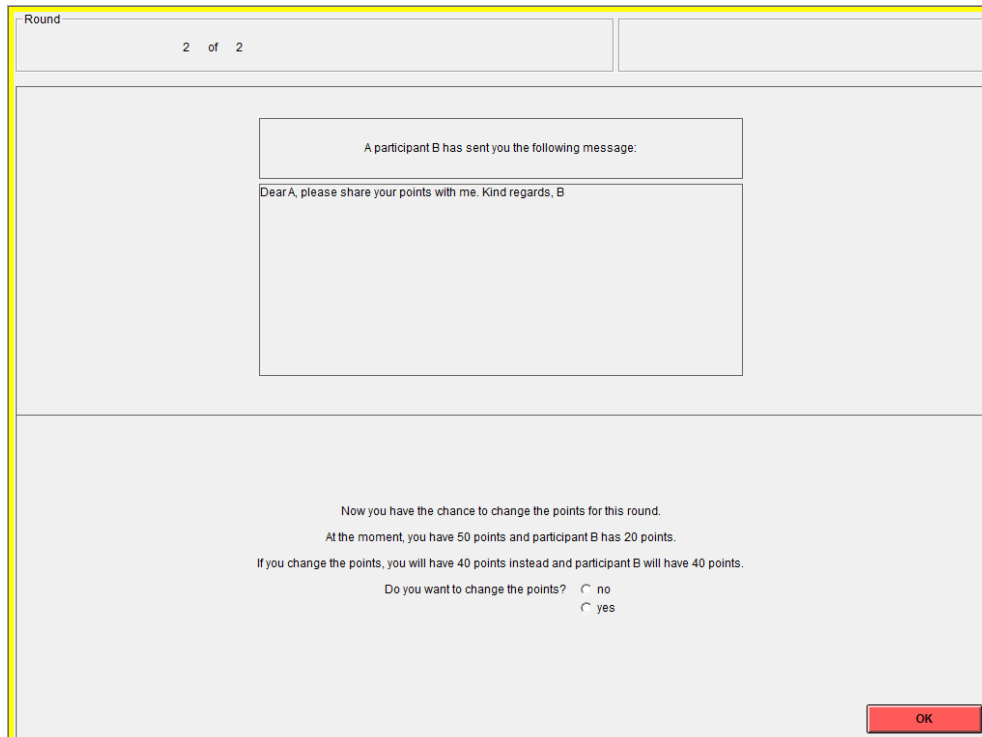 Round
2 of 2
A participant B has sent you the following message:
Dear A, please share your points with me. Kind regards, B
Now you have the chance to change the points for this round.
At the moment, you have 50 points and participant B has 20 points.
If you change the points, you will have 40 points instead and participant B will have 40 points.
Do you want to change the points? no
yes
OK